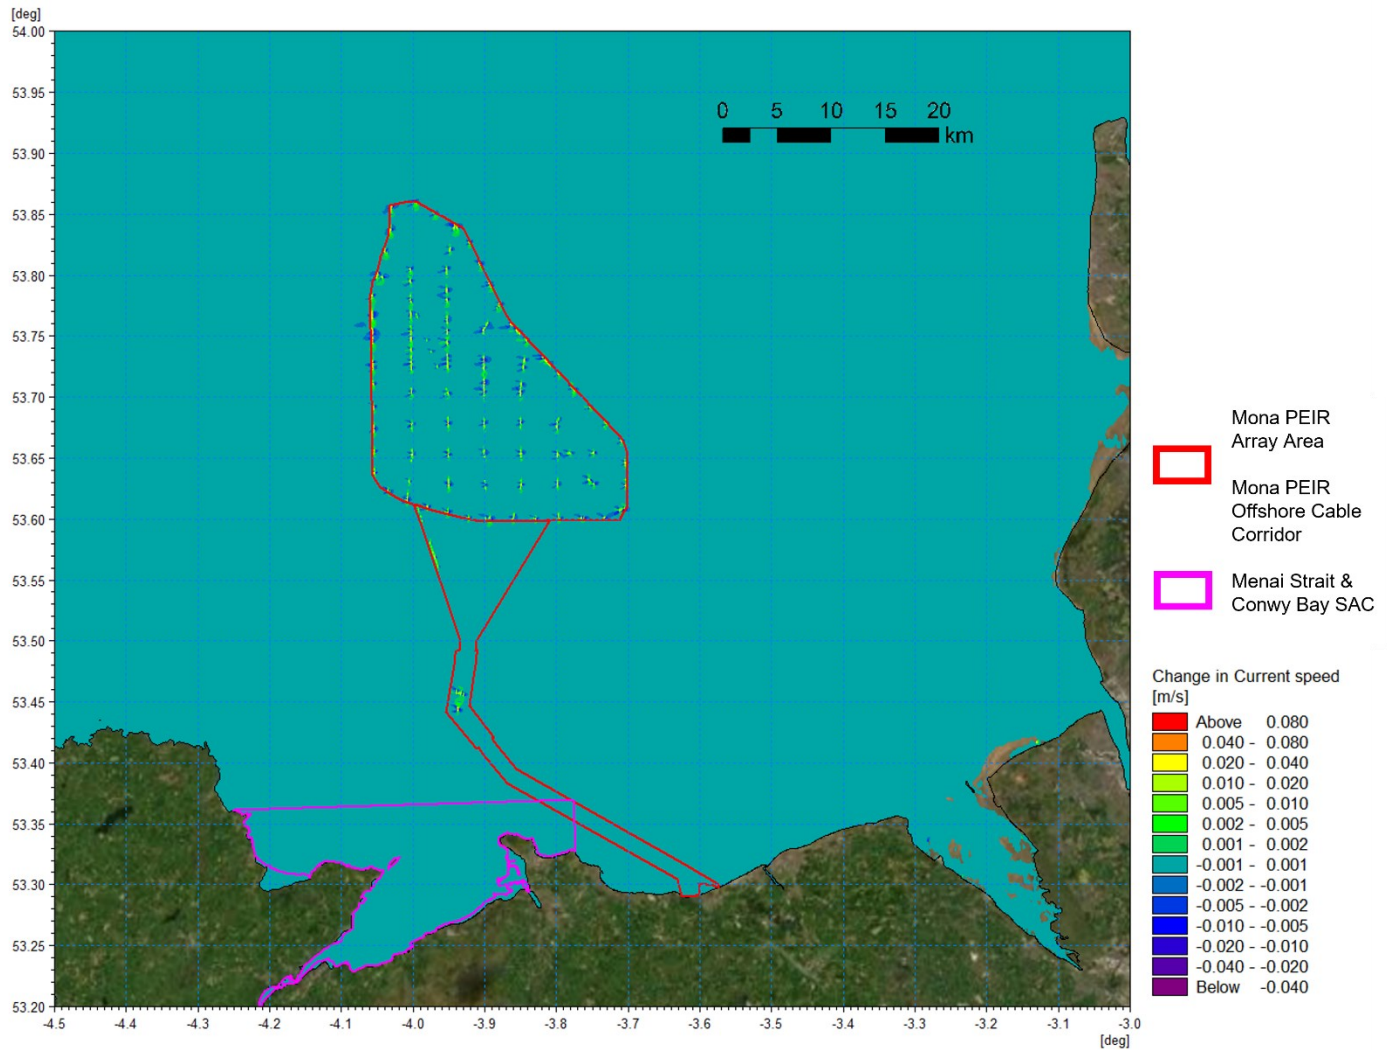 [deg]
54.00
53.95
53.90
53.85
53.80
53.75
53.70
53.65
53.60
53.55
53.50
53.45
53.40
53.35
53.30
53.25
53.20
-4.5 -4.4 -4.3 -4.2 -4.1 -4.0 -3.9 -3.8 -3.7 -3.6 -3.5 -3.4 -3.3 -3.2 -3.1 -3.0
[deg]
0 5 10 15 20
km
Mona PEIR
Array Area
Mona PEIR
Offshore Cable
Corridor
Menai Strait &
Conwy Bay SAC
Change in Current speed
[m/s]
Above 0.080
0.040 - 0.080
0.020 - 0.040
0.010 - 0.020
0.005 - 0.010
0.002 - 0.005
0.001 - 0.002
-0.001 - 0.001
-0.002 - -0.001
-0.005 - -0.002
-0.010 - -0.005
-0.020 - -0.010
-0.040 - -0.020
Below -0.040